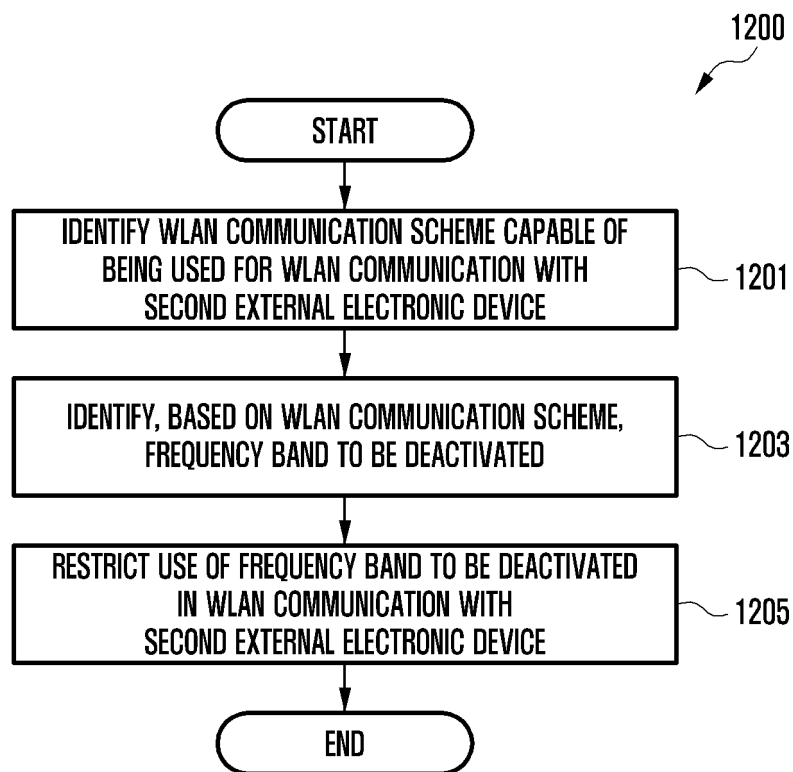 1200
START
IDENTIFY WLAN COMMUNICATION SCHEME CAPABLE OF
BEING USED FOR WLAN COMMUNICATION WITH
SECOND EXTERNAL ELECTRONIC DEVICE
1201
IDENTIFY, BASED ON WLAN COMMUNICATION SCHEME,
FREQUENCY BAND TO BE DEACTIVATED
1203
RESTRICT USE OF FREQUENCY BAND TO BE DEACTIVATED
IN WLAN COMMUNICATION WITH
SECOND EXTERNAL ELECTRONIC DEVICE
1205
END